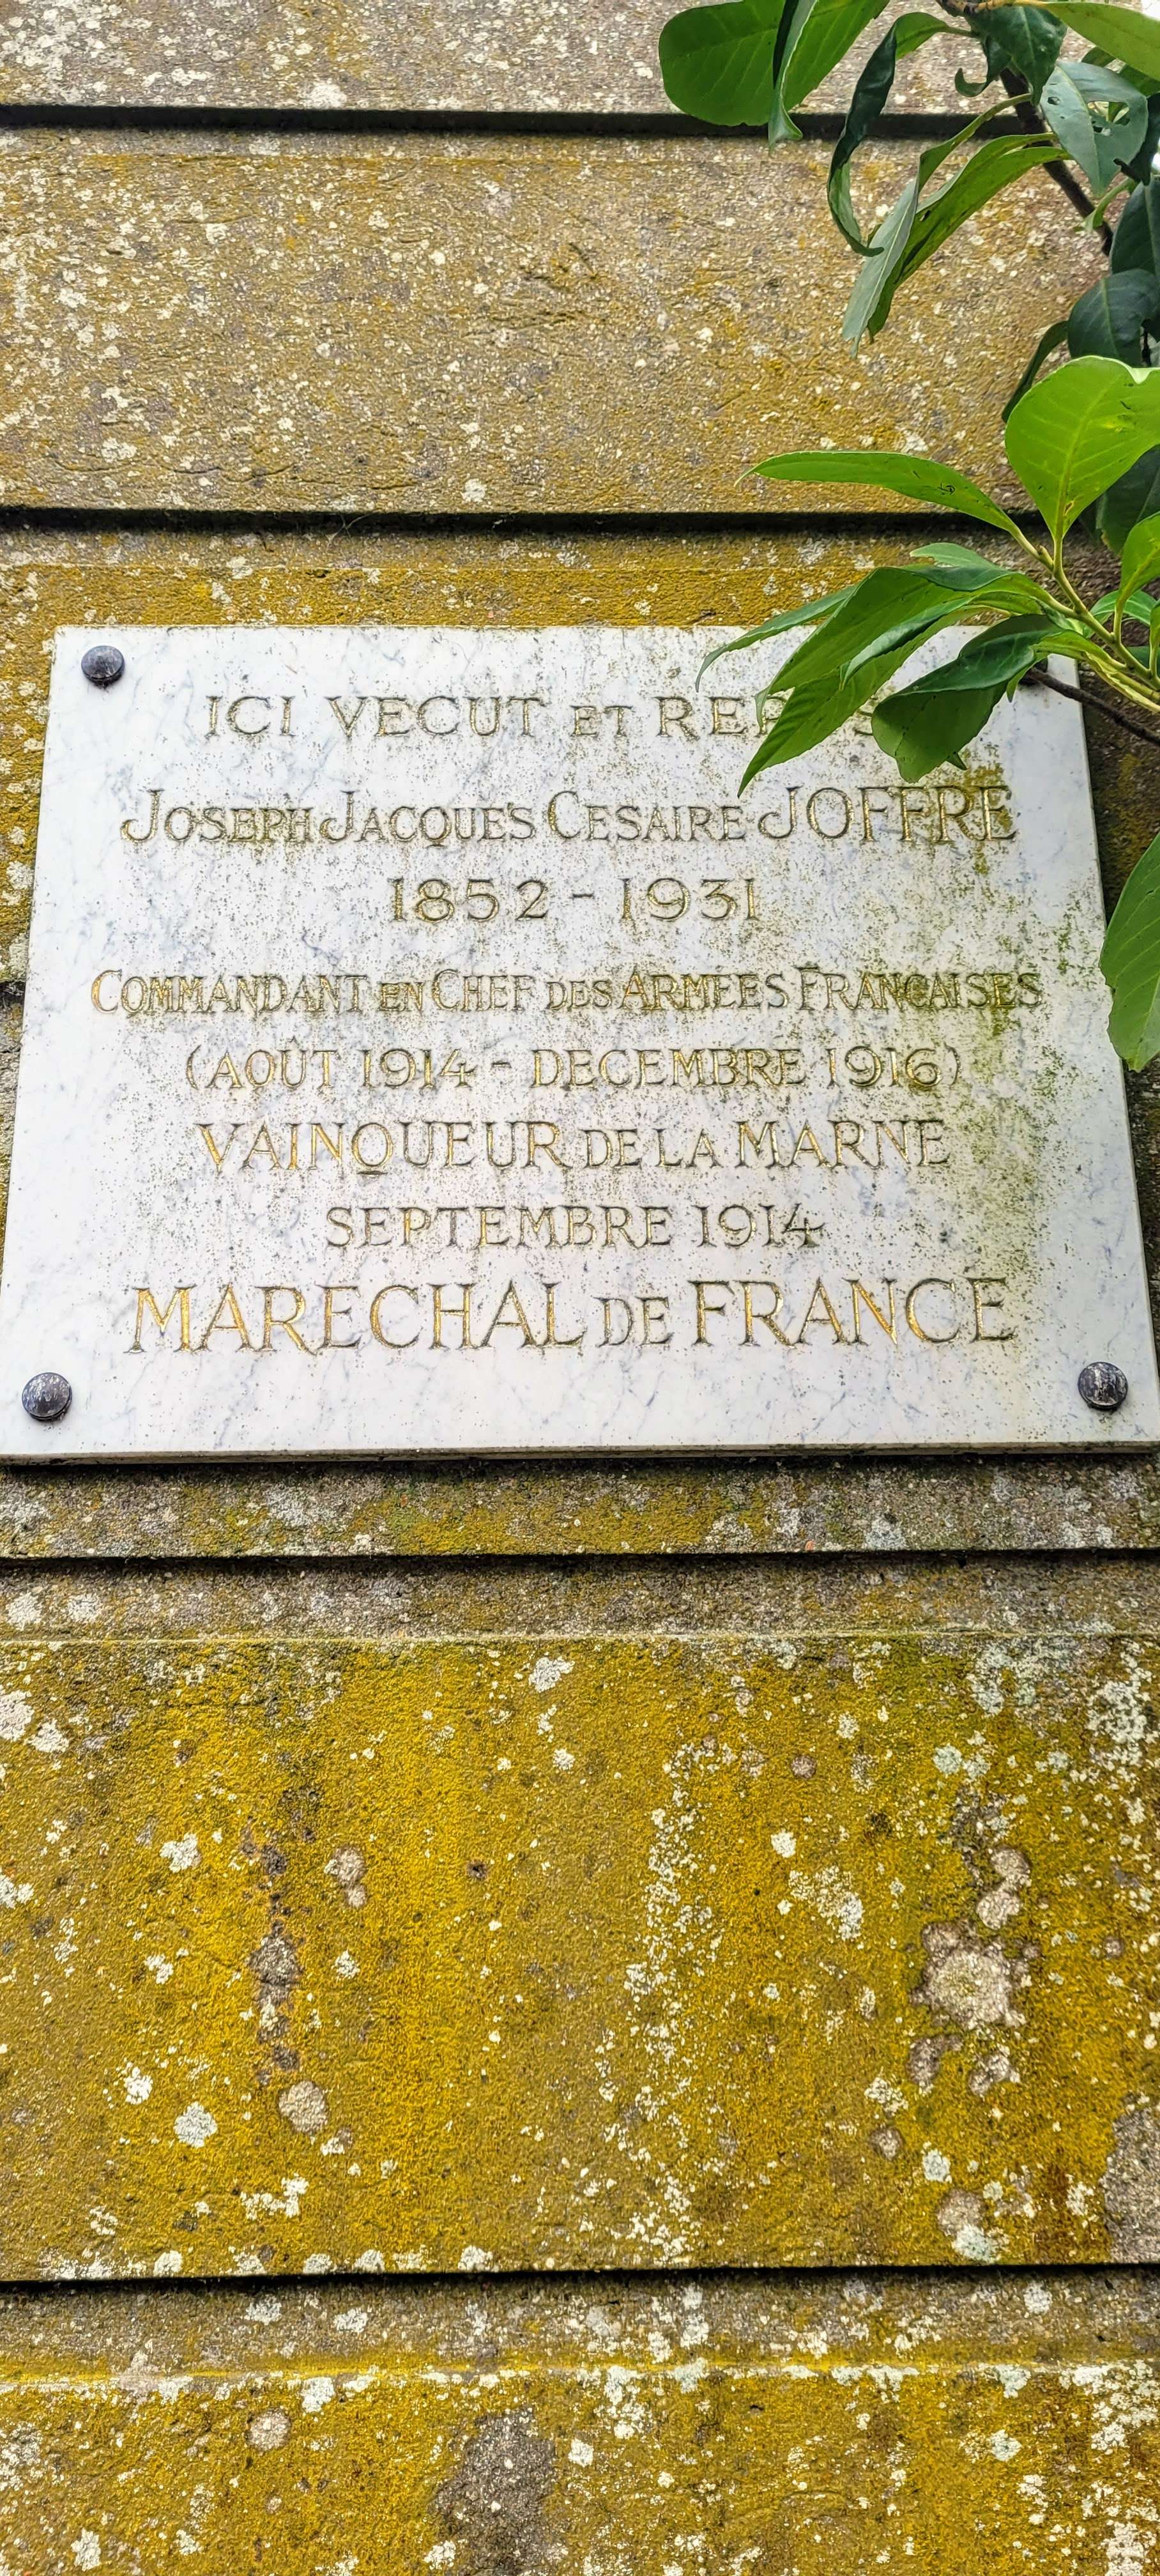 ICI VECUT ET
JOSEPH JACQUES CESAIRE JOFFRE
1852 - 1931
COMMANDANT EN CHEF DES ARMEES FRANCAISES
(AOÛT 1914 - DECEMBRE 1916)
VAINQUEUR DE LA MARNE
SEPTEMBRE 1914
MARECHAL DE FRANCE